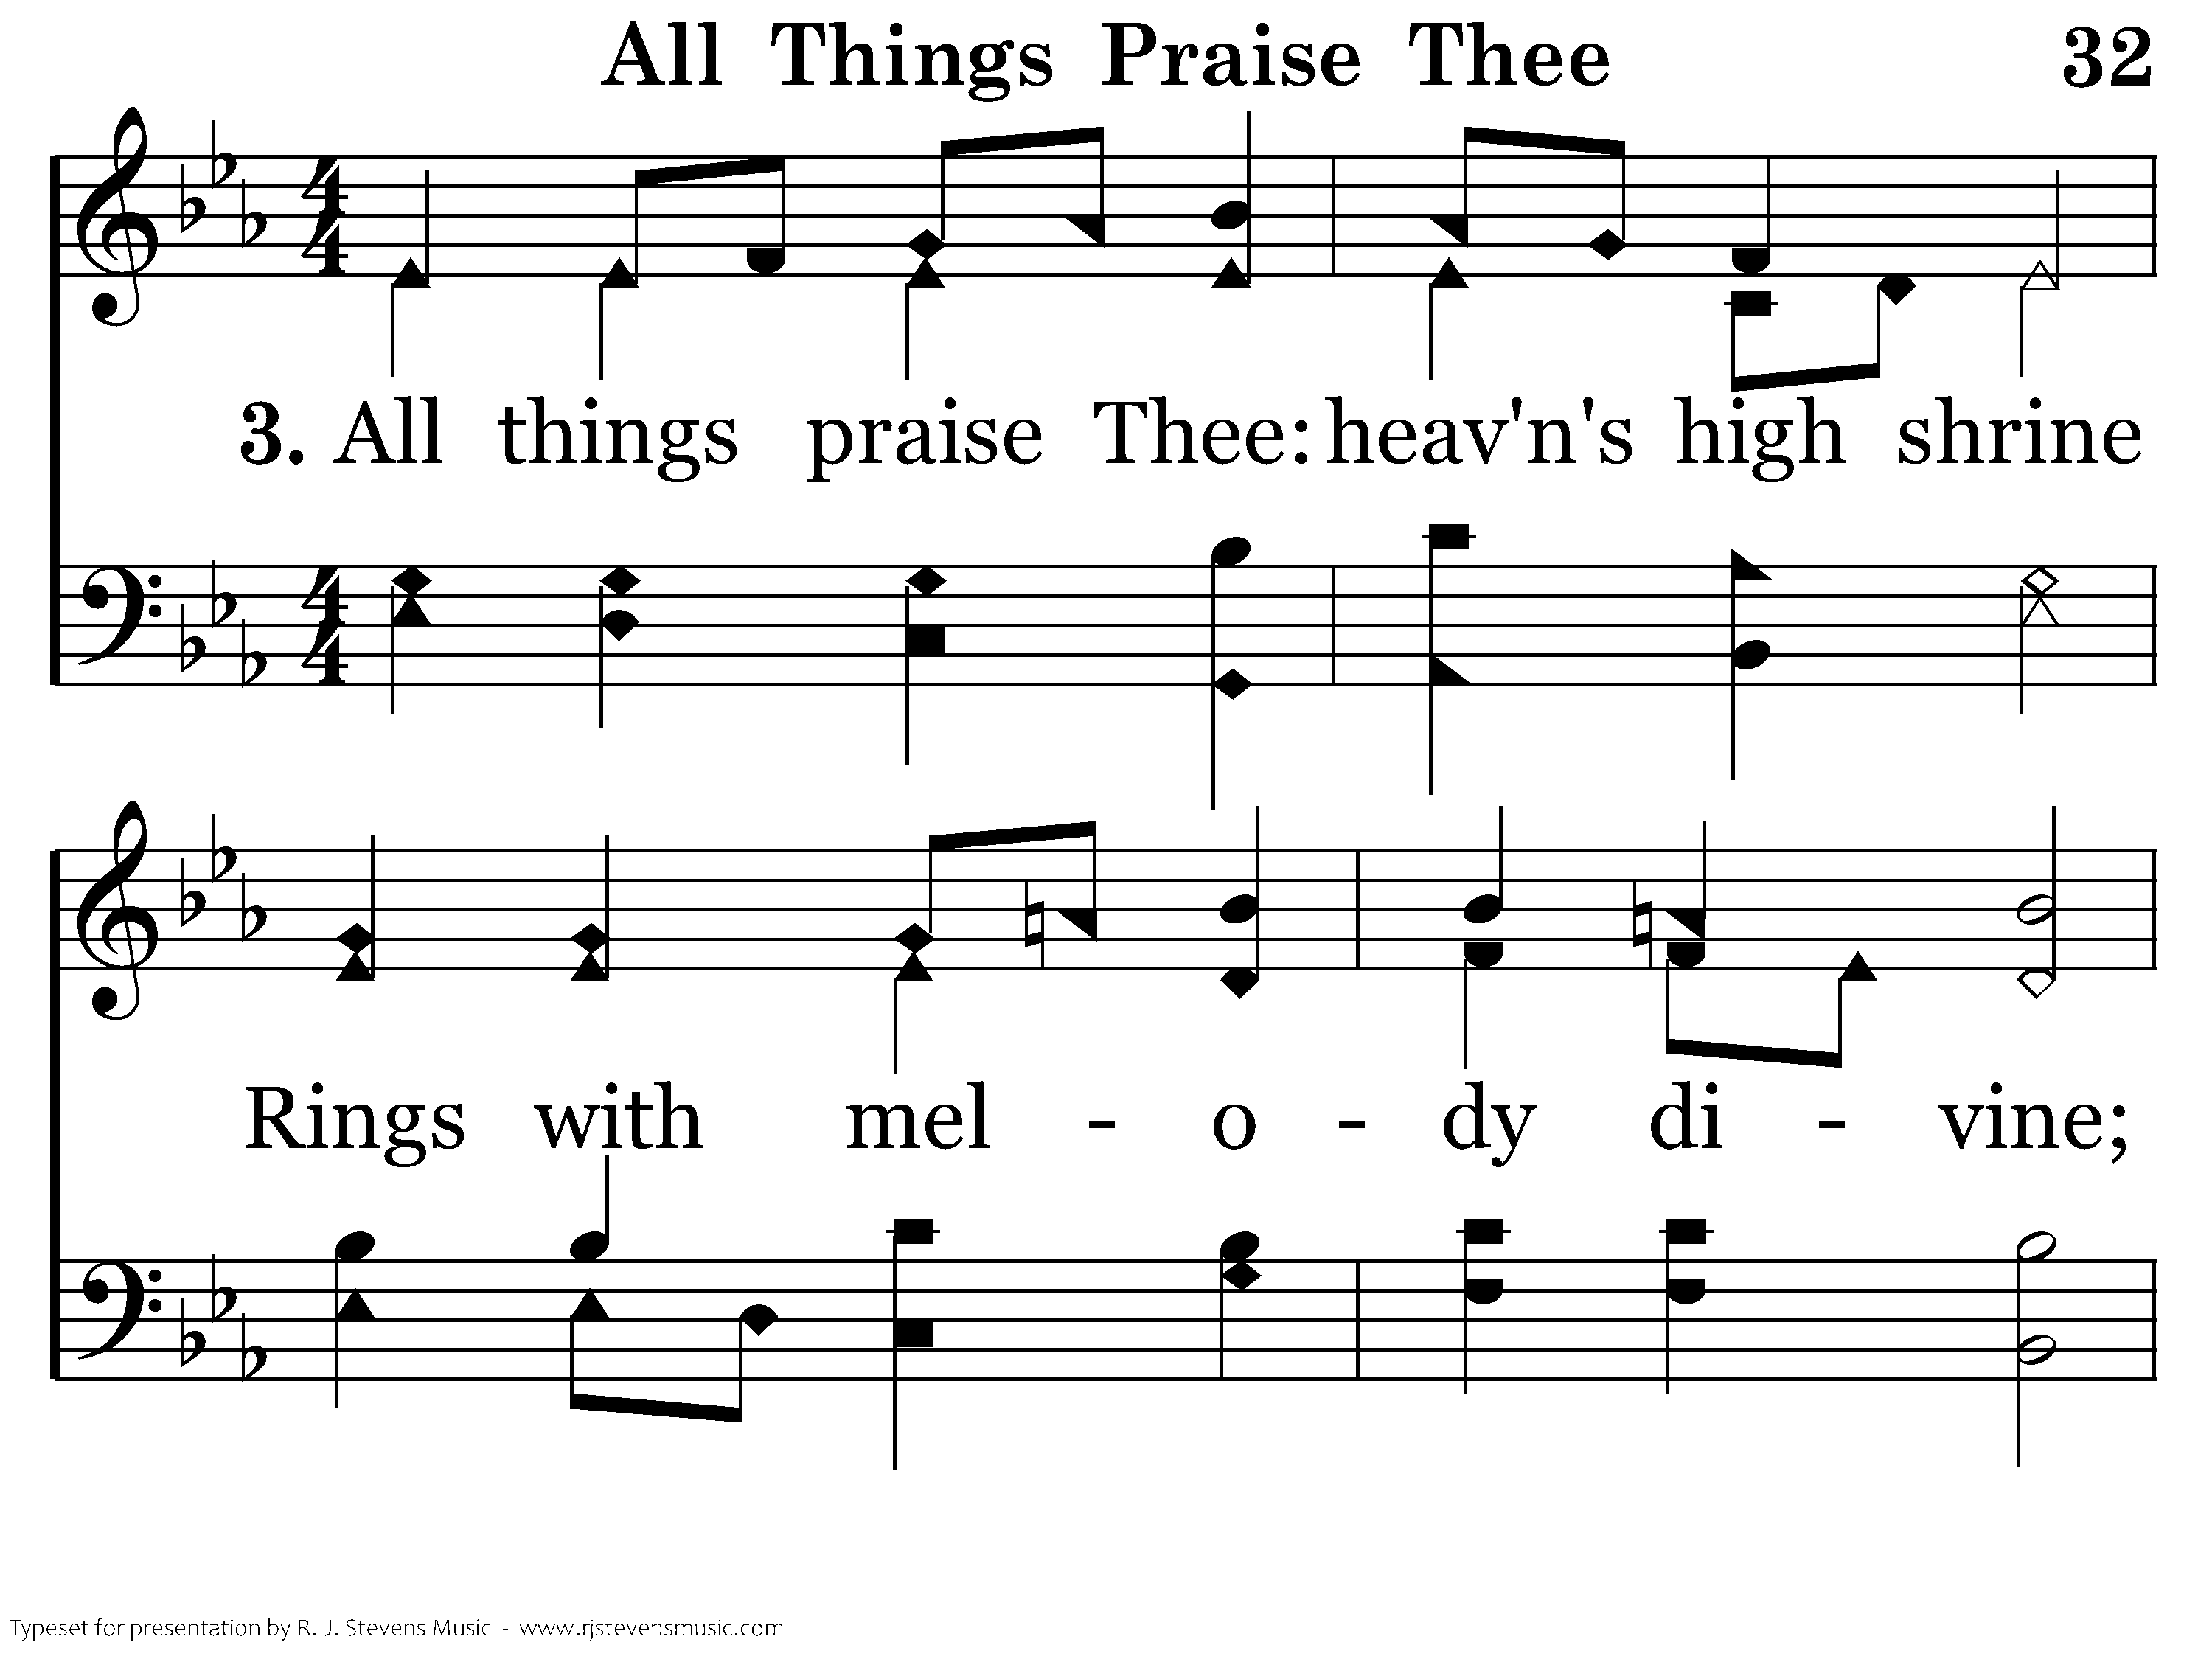 All Things Praise Thee 32
3. All things praise Thee: heav'n's high shrine
Rings with mel - o - dy di - vine;
Typeset for presentation by R. J. Stevens Music - www.rjstevensmusic.com